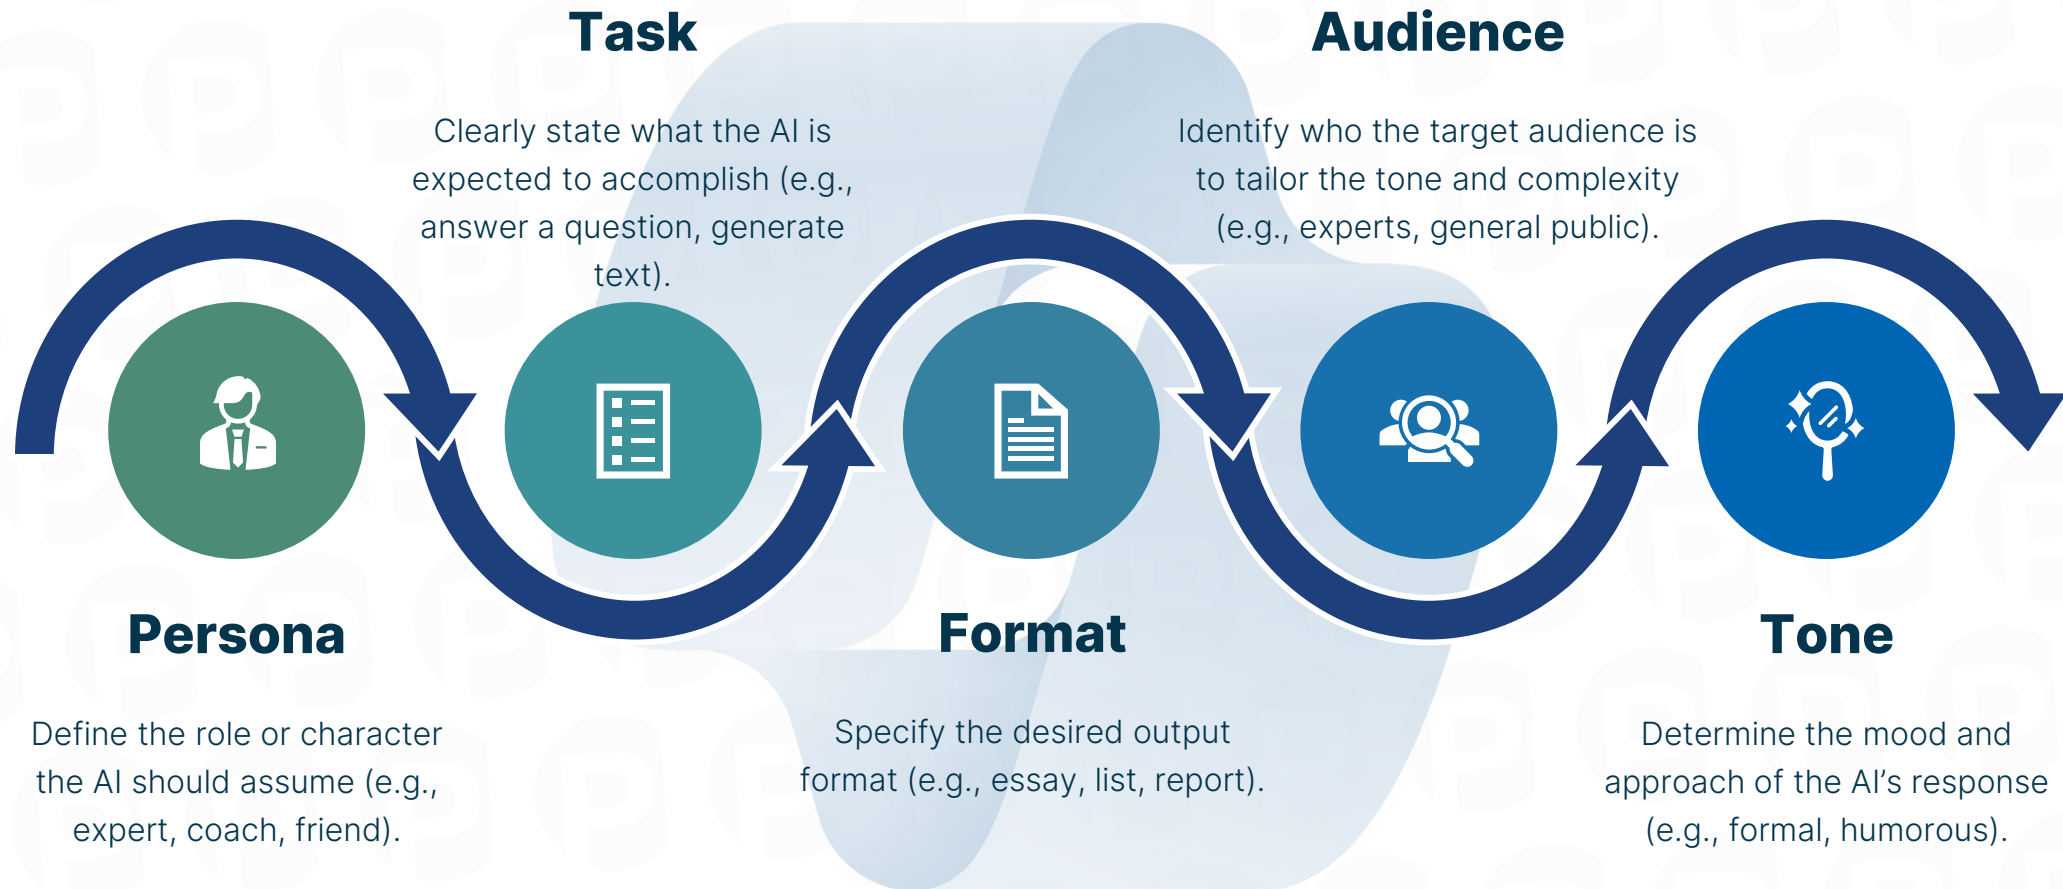 Task
Clearly state what the AI is
expected to accomplish (e.g.,
answer a question, generate
text).
Audience
Identify who the target audience is
to tailor the tone and complexity
(e.g., experts, general public).
Persona
Define the role or character
the AI should assume (e.g.,
expert, coach, friend).
Format
Specify the desired output
format (e.g., essay, list, report).
Tone
Determine the mood and
approach of the AI’s response
(e.g., formal, humorous).